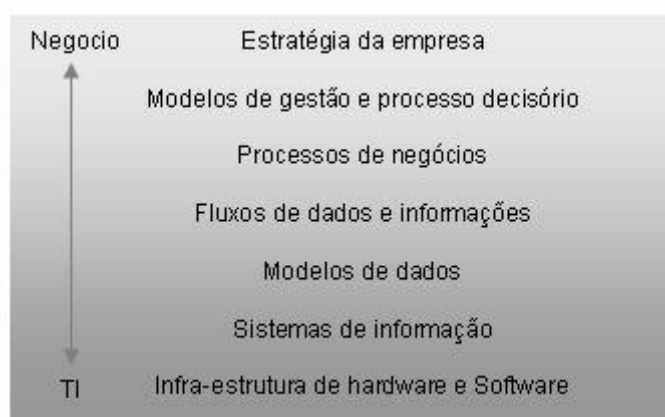 Negocio Estratégia da empresa
Modelos de gestão e processo decisório
Processos de negócios
Fluxos de dados e informações
Modelos de dados
Sistemas de informação
TI Infra-estrutura de hardware e Software